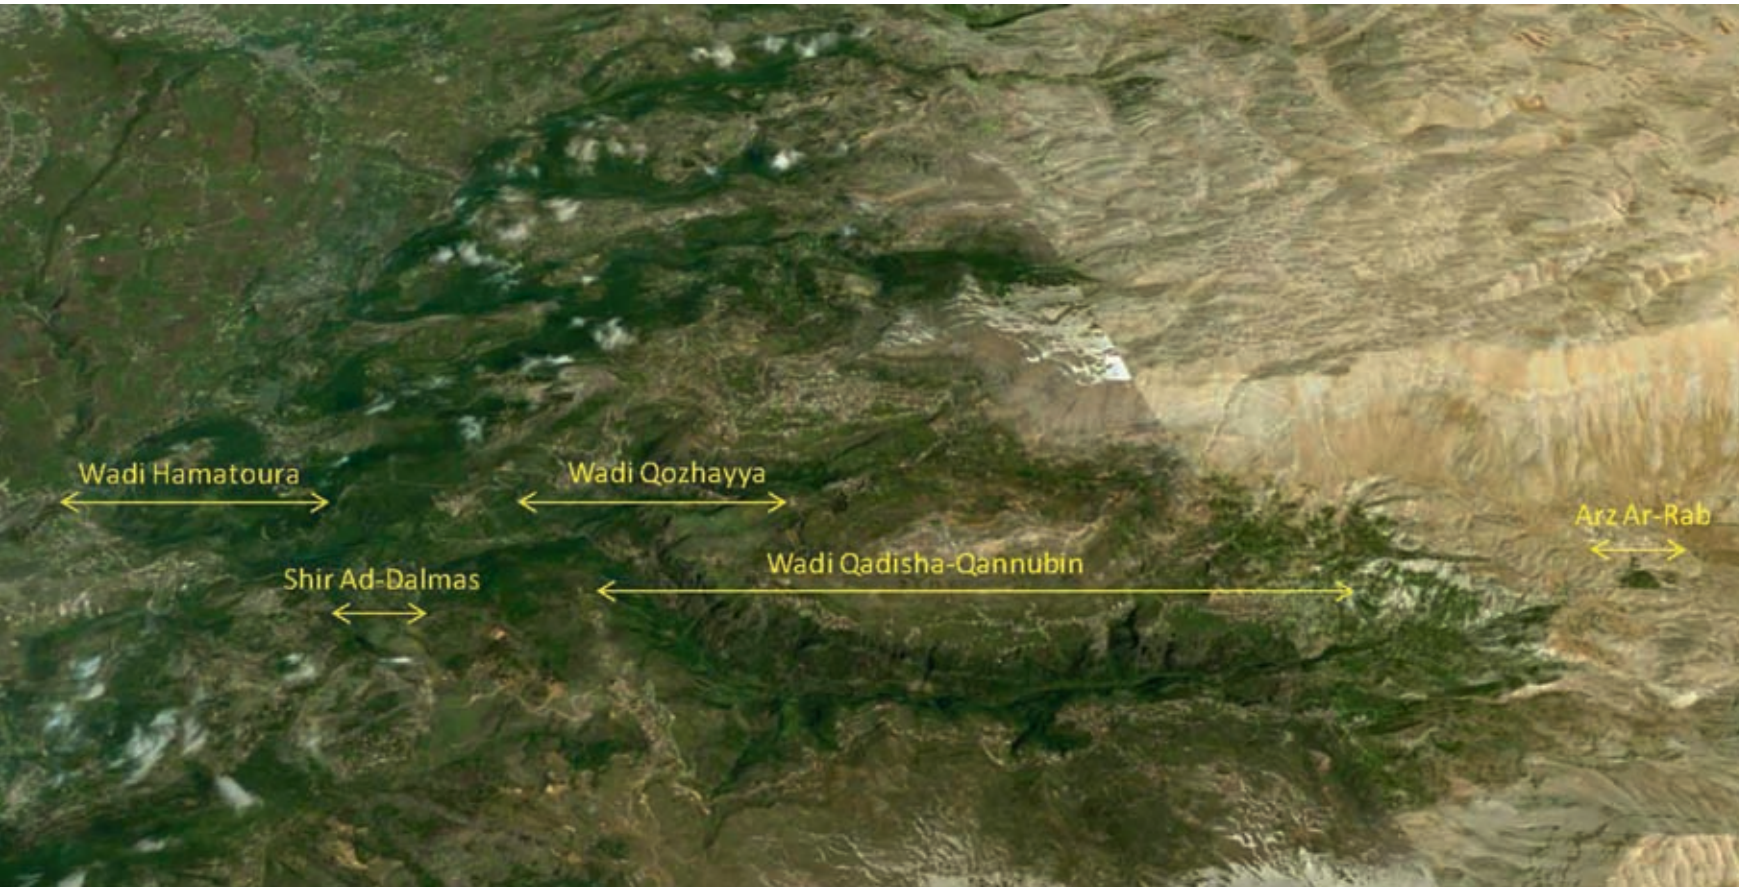 Wadi Hamatoura
Wadi Qozhayya
Arz Ar-Rab
Wadi Qadisha-Qannubin
Shir Ad-Dalmas